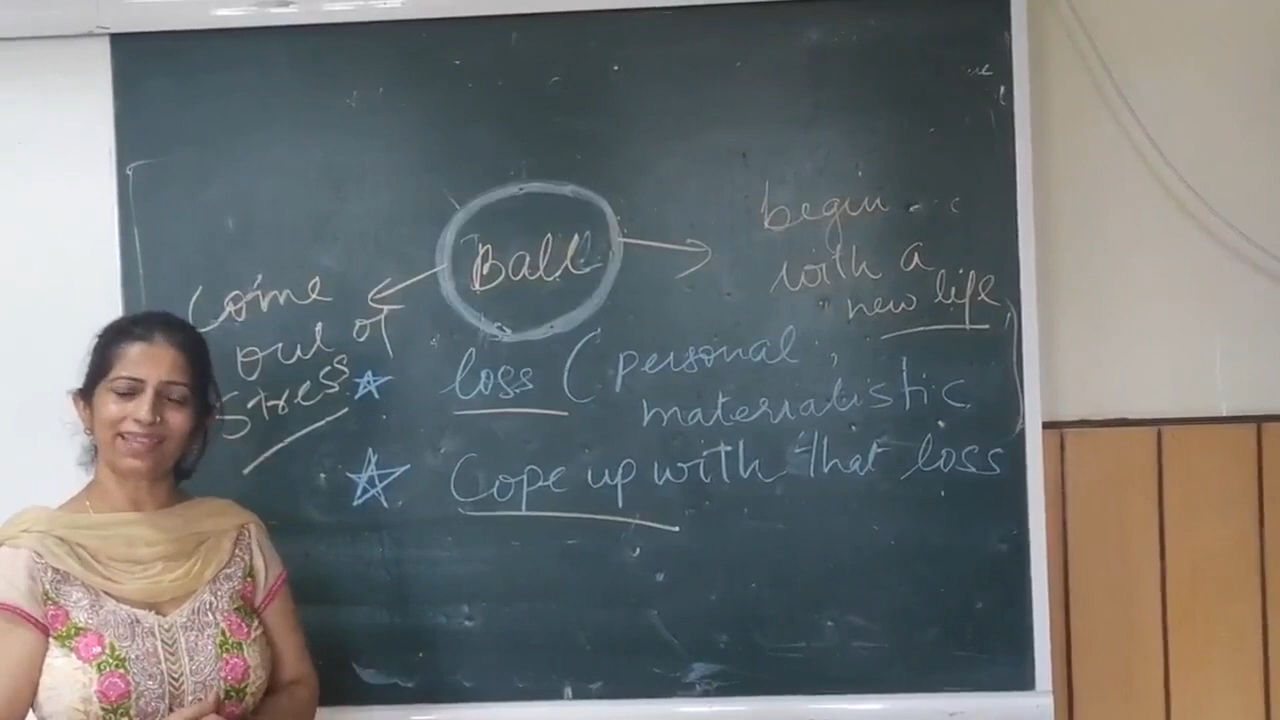 Ball
begin
with a
new life
Come
out of
stress
loss (personal,
materialistic
Cope up with that loss